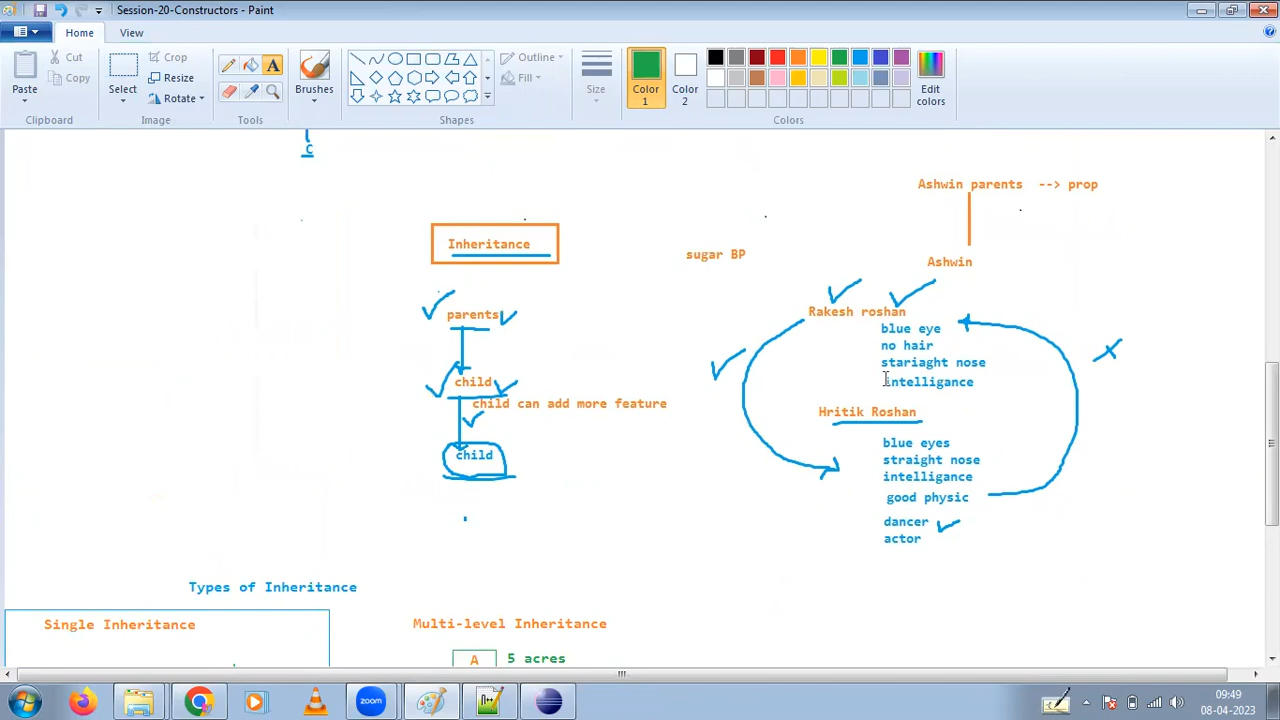 Session-20-Constructors - Paint
Home
View
Paste
Cut
Copy
Clipboard
Select
Crop
Resize
Rotate
Image
A
Tools
Brushes
Outline
Fill
Shapes
Size
Color 1
Color 2
Edit colors
Colors
c
Ashwin parents --> prop
Inheritance
sugar BP
Ashwin
parents
Rakesh roshan
blue eye
no hair
stariaght nose
intelligance
child
child can add more feature
Hritik Roshan
child
blue eyes
straight nose
intelligance
good physic
dancer
actor
Types of Inheritance
Single Inheritance
Multi-level Inheritance
A
5 acres
zoom
09:49
08-04-2023